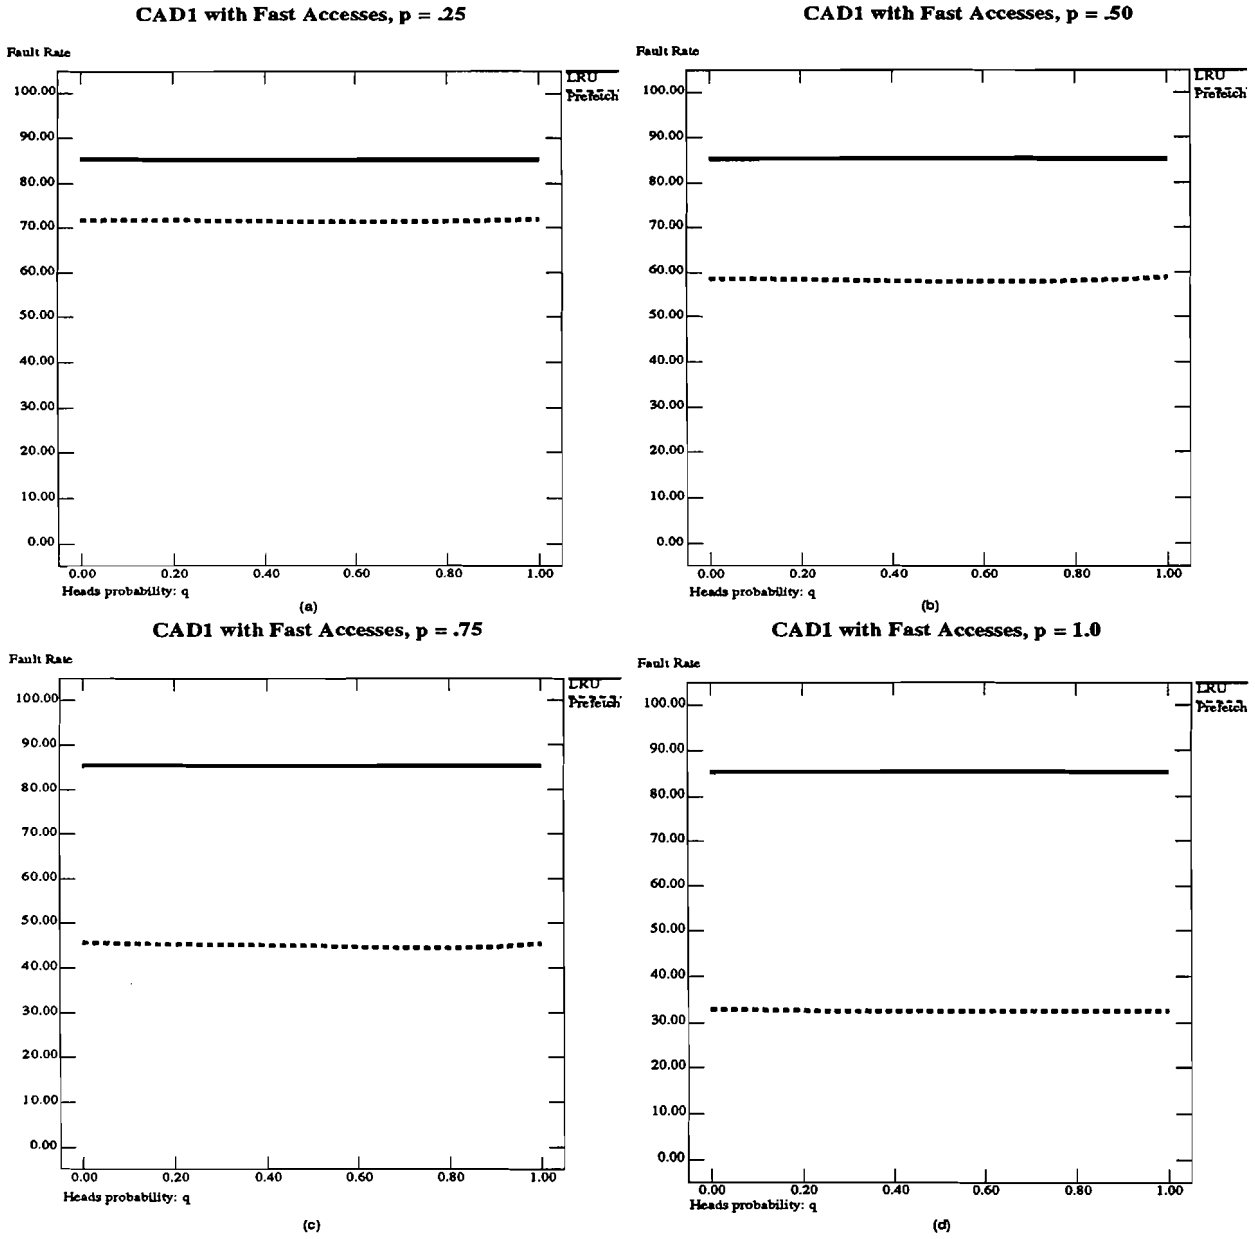 CAD1 with Fast Accesses, p = .25
Fault Rate
LRU
Prefetch
100.00
90.00
80.00
70.00
60.00
50.00
40.00
30.00
20.00
10.00
0.00
0.00 0.20 0.40 0.60 0.80 1.00
Heads probability: q
(a)
CAD1 with Fast Accesses, p = .50
Fault Rate
LRU
Prefetch
100.00
90.00
80.00
70.00
60.00
50.00
40.00
30.00
20.00
10.00
0.00
0.00 0.20 0.40 0.60 0.80 1.00
Heads probability: q
(b)
CAD1 with Fast Accesses, p = .75
Fault Rate
LRU
Prefetch
100.00
90.00
80.00
70.00
60.00
50.00
40.00
30.00
20.00
10.00
0.00
0.00 0.20 0.40 0.60 0.80 1.00
Heads probability: q
(c)
CAD1 with Fast Accesses, p = 1.0
Fault Rate
LRU
Prefetch
100.00
90.00
80.00
70.00
60.00
50.00
40.00
30.00
20.00
10.00
0.00
0.00 0.20 0.40 0.60 0.80 1.00
Heads probability: q
(d)